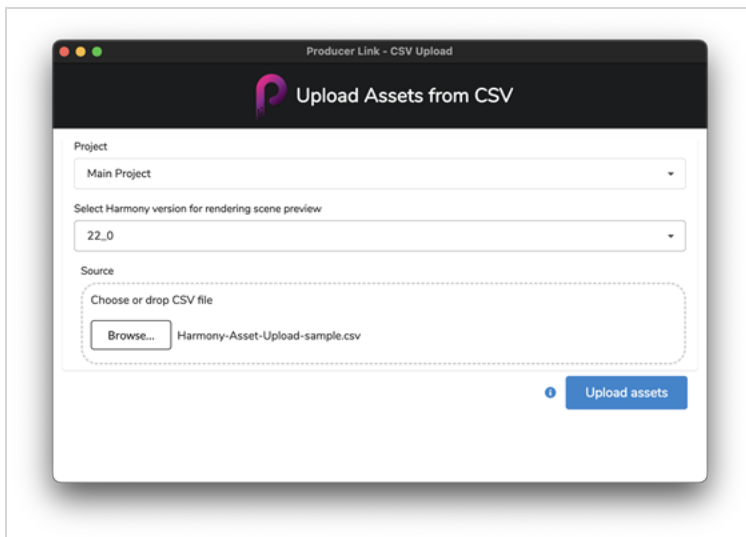 Producer Link - CSV Upload
Upload Assets from CSV
Project
Main Project
Select Harmony version for rendering scene preview
22_0
Source
Choose or drop CSV file
Browse... Harmony-Asset-Upload-sample.csv
Upload assets